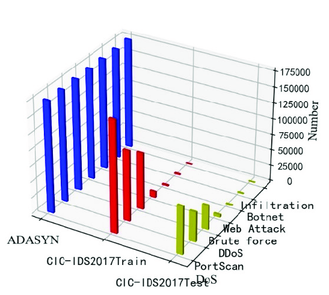 175000
150000
125000
100000
75000
50000
25000
0
Number
Infiltration
Botnet
Web Attack
Brute force
DDoS
PortScan
DoS
ADASYN
CIC-IDS2017Train
CIC-IDS2017Test